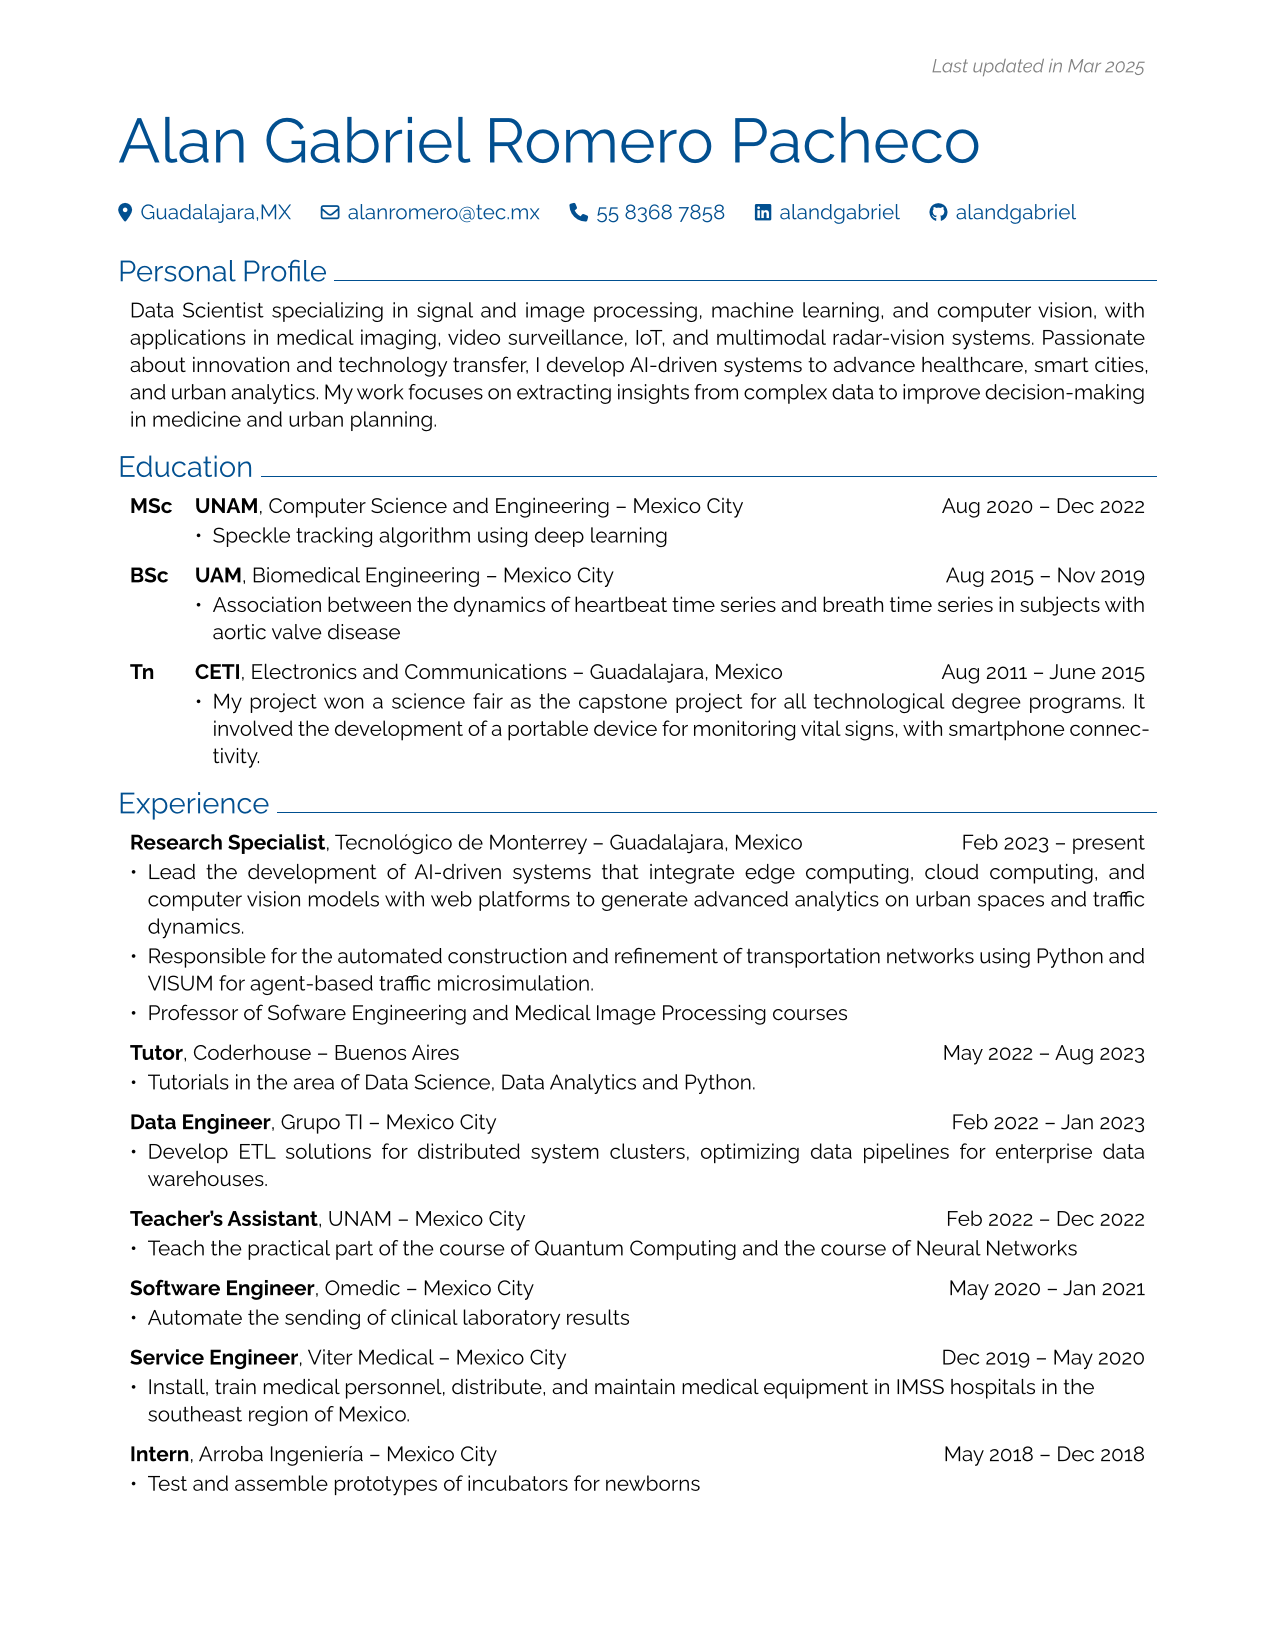 Last updated in Mar 2025
Alan Gabriel Romero Pacheco
Guadalajara,MX alanromero@tec.mx 55 8368 7858 alandgabriel alandgabriel
Personal Profile
Data Scientist specializing in signal and image processing, machine learning, and computer vision, with
applications in medical imaging, video surveillance, IoT, and multimodal radar-vision systems. Passionate
about innovation and technology transfer, I develop AI-driven systems to advance healthcare, smart cities,
and urban analytics. My work focuses on extracting insights from complex data to improve decision-making
in medicine and urban planning.
Education
MSc UNAM, Computer Science and Engineering – Mexico City Aug 2020 – Dec 2022
• Speckle tracking algorithm using deep learning
BSc UAM, Biomedical Engineering – Mexico City Aug 2015 – Nov 2019
• Association between the dynamics of heartbeat time series and breath time series in subjects with
aortic valve disease
Tn CETI, Electronics and Communications – Guadalajara, Mexico Aug 2011 – June 2015
• My project won a science fair as the capstone project for all technological degree programs. It
involved the development of a portable device for monitoring vital signs, with smartphone connec-
tivity.
Experience
Research Specialist, Tecnológico de Monterrey – Guadalajara, Mexico Feb 2023 – present
• Lead the development of AI-driven systems that integrate edge computing, cloud computing, and
computer vision models with web platforms to generate advanced analytics on urban spaces and traffic
dynamics.
• Responsible for the automated construction and refinement of transportation networks using Python and
VISUM for agent-based traffic microsimulation.
• Professor of Sofware Engineering and Medical Image Processing courses
Tutor, Coderhouse – Buenos Aires May 2022 – Aug 2023
• Tutorials in the area of Data Science, Data Analytics and Python.
Data Engineer, Grupo TI – Mexico City Feb 2022 – Jan 2023
• Develop ETL solutions for distributed system clusters, optimizing data pipelines for enterprise data
warehouses.
Teacher's Assistant, UNAM – Mexico City Feb 2022 – Dec 2022
• Teach the practical part of the course of Quantum Computing and the course of Neural Networks
Software Engineer, Omedic – Mexico City May 2020 – Jan 2021
• Automate the sending of clinical laboratory results
Service Engineer, Viter Medical – Mexico City Dec 2019 – May 2020
• Install, train medical personnel, distribute, and maintain medical equipment in IMSS hospitals in the
southeast region of Mexico.
Intern, Arroba Ingeniería – Mexico City May 2018 – Dec 2018
• Test and assemble prototypes of incubators for newborns